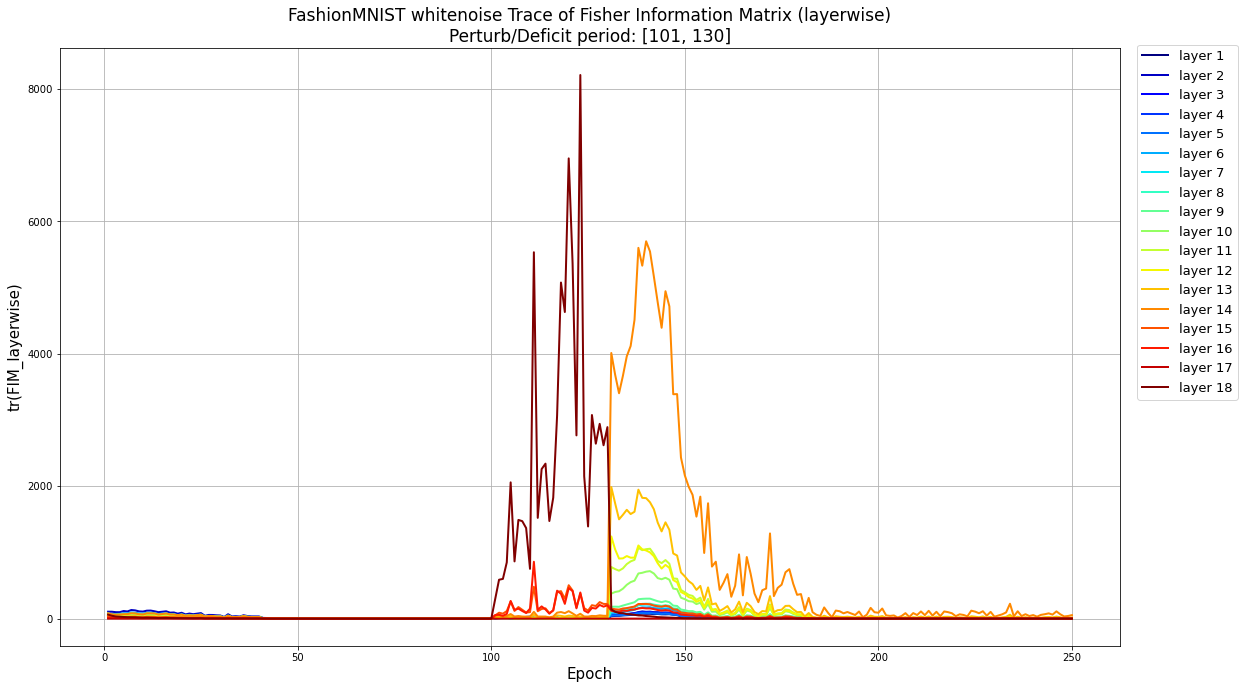 FashionMNIST whitenoise Trace of Fisher Information Matrix (layerwise)
Perturb/Deficit period: [101, 130]
tr(FIM_layerwise)
8000
6000
4000
2000
0
0 50 100 150 200 250
Epoch
layer 1
layer 2
layer 3
layer 4
layer 5
layer 6
layer 7
layer 8
layer 9
layer 10
layer 11
layer 12
layer 13
layer 14
layer 15
layer 16
layer 17
layer 18